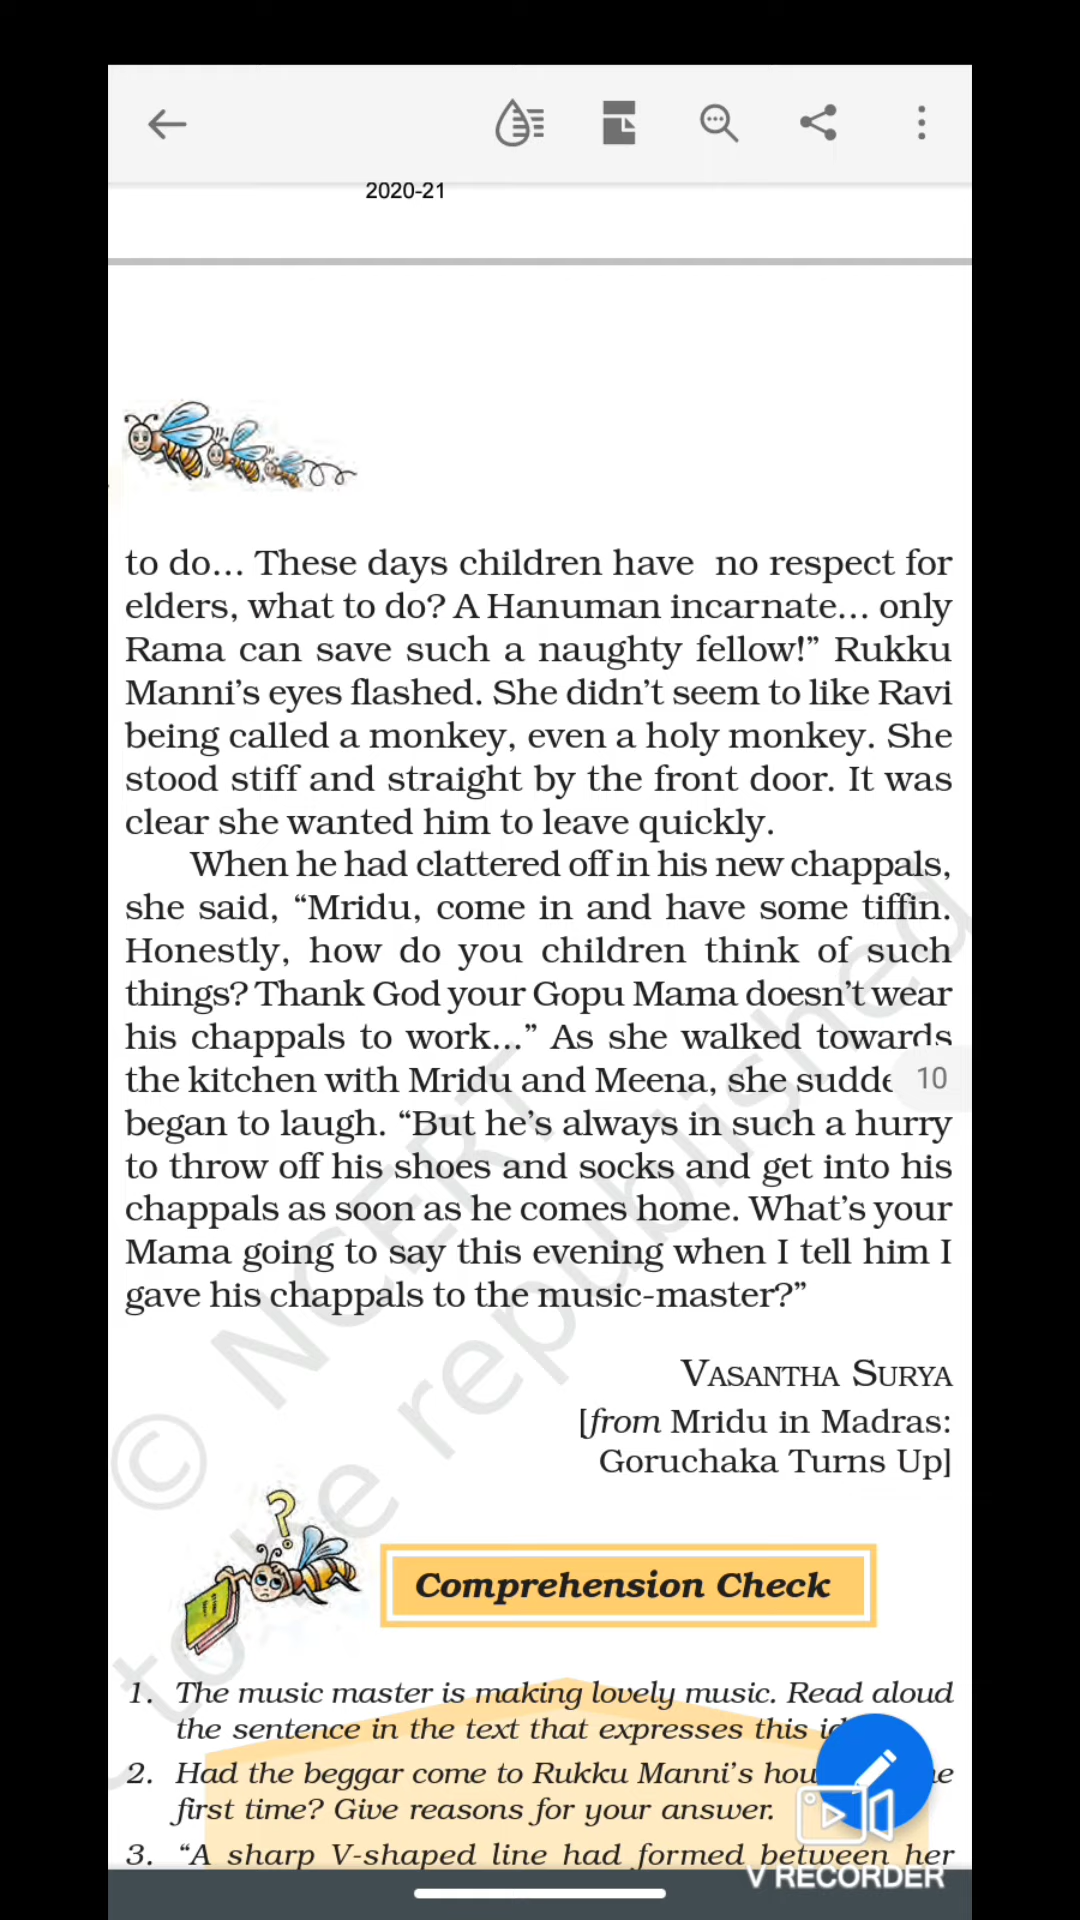 2020-21
to do... These days children have no respect for
elders, what to do? A Hanuman incarnate... only
Rama can save such a naughty fellow!” Rukku
Manni’s eyes flashed. She didn’t seem to like Ravi
being called a monkey, even a holy monkey. She
stood stiff and straight by the front door. It was
clear she wanted him to leave quickly.
When he had clattered off in his new chappals,
she said, “Mridu, come in and have some tiffin.
Honestly, how do you children think of such
things? Thank God your Gopu Mama doesn’t wear
his chappals to work...” As she walked towards
the kitchen with Mridu and Meena, she
10
began to laugh. “But he’s always in such a hurry
to throw off his shoes and socks and get into his
chappals as soon as he comes home. What’s your
Mama going to say this evening when I tell him I
gave his chappals to the music-master?”
VASANTHA SURYA
[from Mridu in Madras:
Goruchaka Turns Up]
?
Comprehension Check
1. The music master is making lovely music. Read aloud
the sentence in the text that expresses this
2. Had the beggar come to Rukku Manni’s
first time? Give reasons for your answer.
3. “A sharp V-shaped line had formed between her
V RECORDER
© NCERT
to be republished